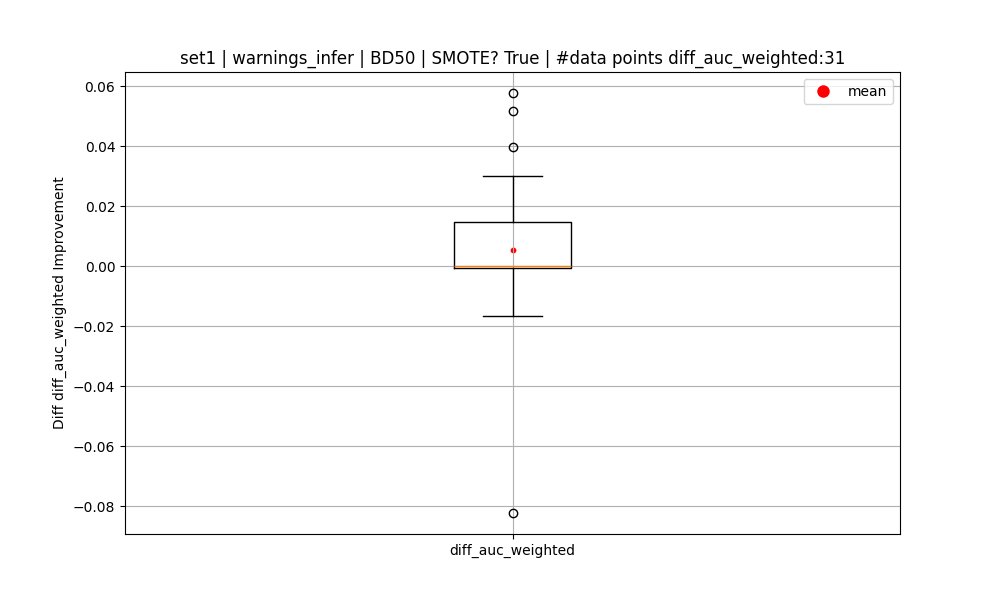 set1 | warnings_infer | BD50 | SMOTE? True | #data points diff_auc_weighted:31
mean
0.06
0.04
0.02
0.00
−0.02
−0.04
−0.06
−0.08
Diff diff_auc_weighted Improvement
diff_auc_weighted